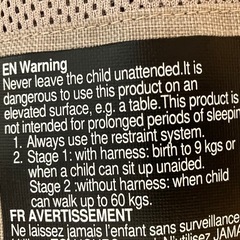 EN Warning
Never leave the child unattended.It is
dangerous to use this product on an
elevated surface, e.g. a table.This product is
not intended for prolonged periods of sleepin
1. Always use the restraint system.
2. Stage 1: with harness: birth to 9 kgs or
when a child can sit up unaided.
Stage 2 :without harness: when child
can walk up to 60 kgs.
FR AVERTISSEMENT
Ne laissez jamais l'enfant sans surveillance
N'utilisez JAMA